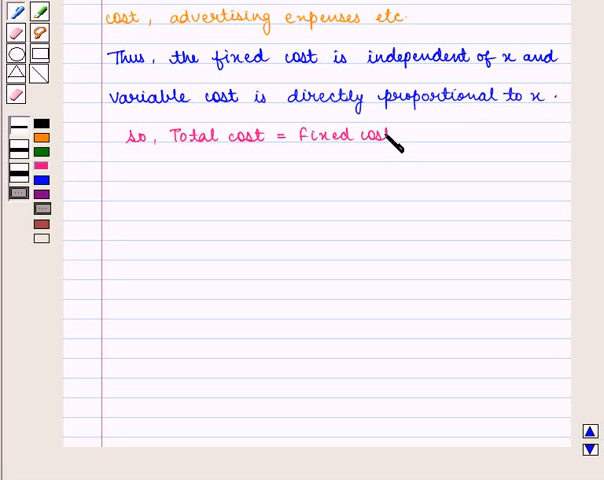 cost, advertising expenses etc.
Thus, the fixed cost is independent of x and
variable cost is directly proportional to x.
so, Total cost = fixed cost